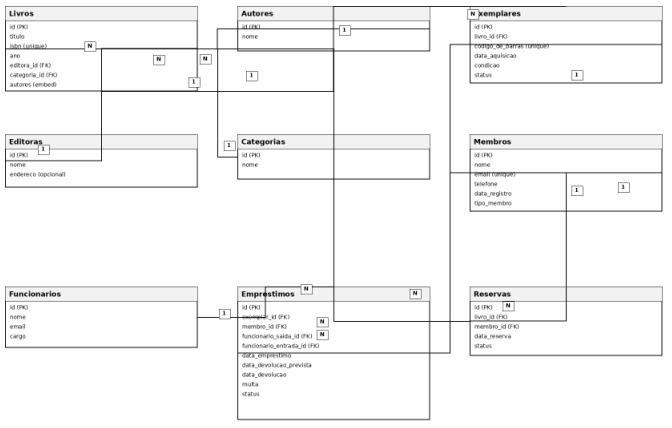 Livros
id (PK)
titulo
isbn (unique)
ano
editora_id (FK)
categoria_id (FK)
autores (embed)
N
N
N
1
1
Autores
id (PK)
nome
1
Exemplares
N
id (PK)
livro_id (FK)
codigo_de_barras (unique)
data_aquisicao
condicao
status
1
Editoras
1
id (PK)
nome
endereco (opcional)
1
Categorias
id (PK)
nome
Membros
id (PK)
nome
email (unique)
telefone
data_registro
tipo_membro
1
1
Funcionarios
id (PK)
nome
email
cargo
1
Emprestimos
N
N
id (PK)
exemplar_id (FK)
membro_id (FK)
N
funcionario_saida_id (FK)
N
funcionario_entrada_id (FK)
data_emprestimo
data_devolucao_prevista
data_devolucao
multa
status
Reservas
id (PK)
N
livro_id (FK)
membro_id (FK)
data_reserva
status